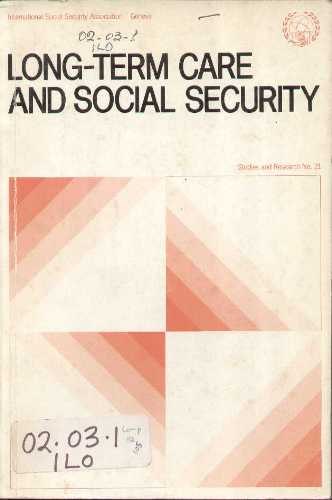 International Social Security Association Geneva
02-03-1
ILO
LONG-TERM CARE
AND SOCIAL SECURITY
Studies and Research No. 21
02.03.1
ILO